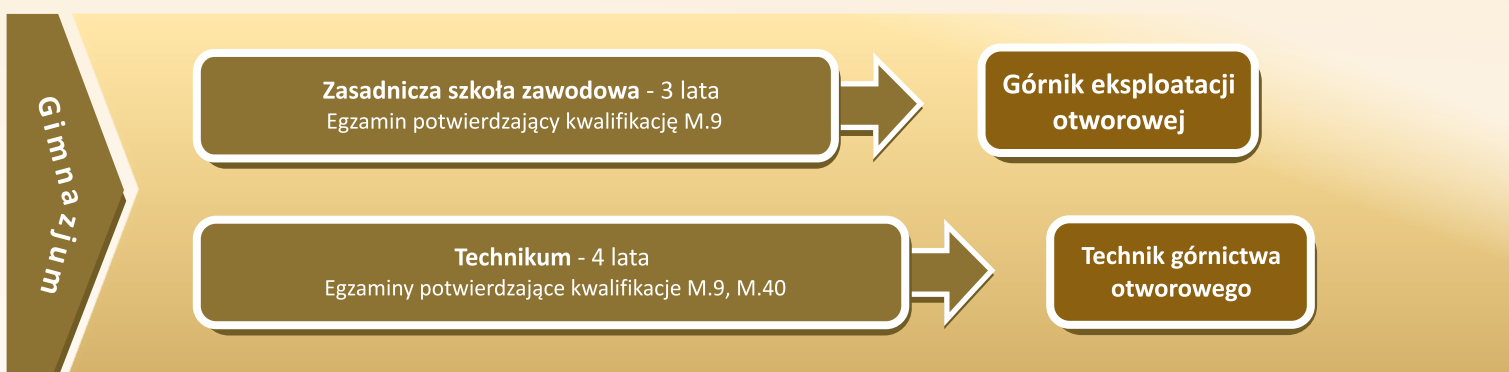 Gimnazjum
Zasadnicza szkoła zawodowa - 3 lata
Egzamin potwierdzający kwalifikację M.9
Górnik eksploatacji
otworowej
Technikum - 4 lata
Egzaminy potwierdzające kwalifikacje M.9, M.40
Technik górnictwa
otworowego